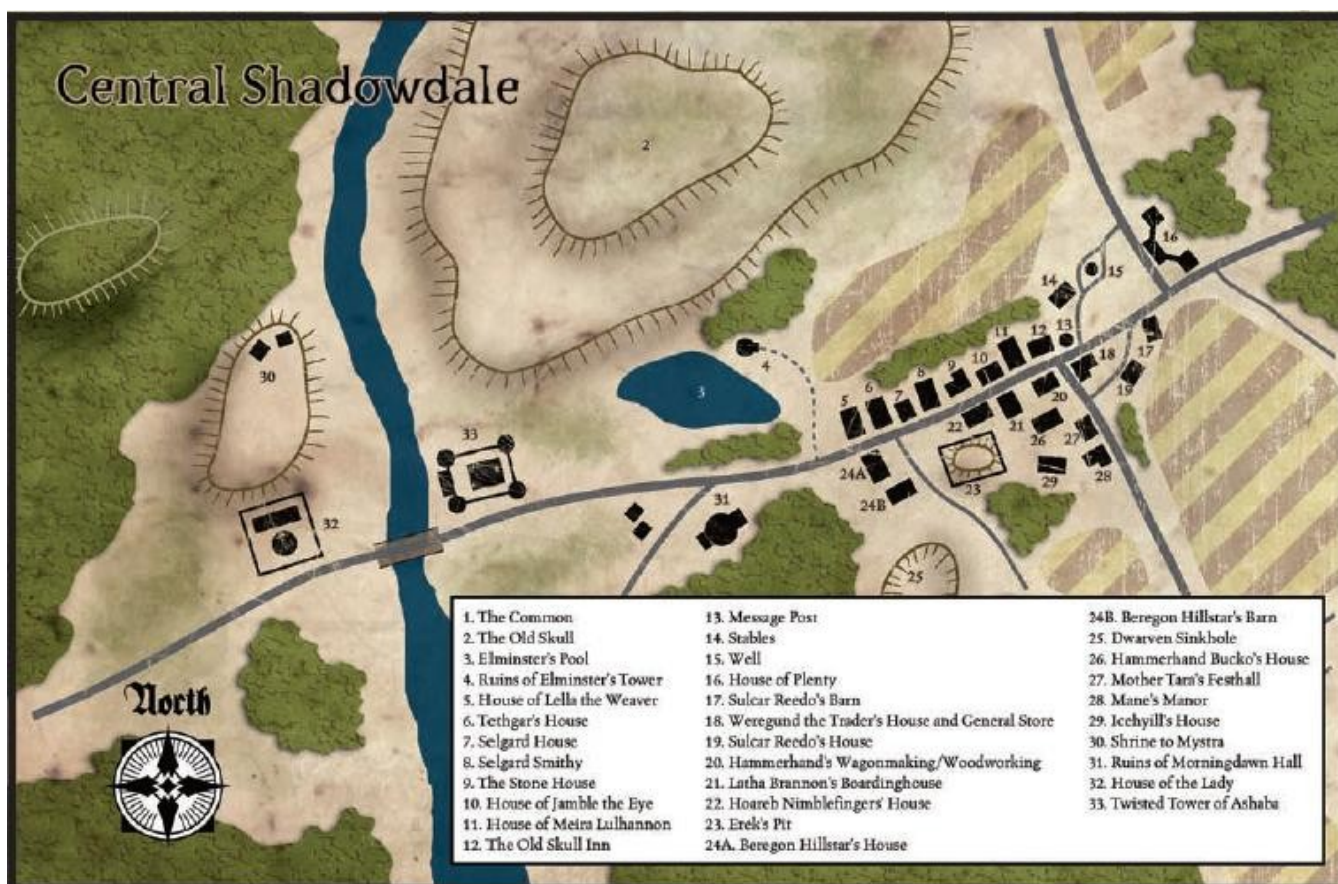 Central Shadowdale
2
16
15
14
30
4
3
11
12
13
10
9
8
6
7
5
17
18
19
20
22
21
26
27
33
24A
23
29
28
24B
31
32
25
1. The Common
2. The Old Skull
3. Elminster's Pool
4. Ruins of Elminster's Tower
5. House of Lella the Weaver
6. Tethgar's House
7. Selgard House
8. Selgard Smithy
9. The Stone House
10. House of Jamble the Eye
11. House of Meira Lulhannon
12. The Old Skull Inn
13. Message Post
14. Stables
15. Well
16. House of Plenty
17. Sulcar Reedo's Barn
18. Weregund the Trader's House and General Store
19. Sulcar Reedo's House
20. Hammerhand's Wagonmaking/Woodworking
21. Latha Brannon's Boardinghouse
22. Hoareb Nimblefingers' House
23. Erek's Pit
24A. Beregon Hillstar's House
24B. Beregon Hillstar's Barn
25. Dwarven Sinkhole
26. Hammerhand Bucko's House
27. Mother Tara's Festhall
28. Mane's Manor
29. Icehyill's House
30. Shrine to Mystra
31. Ruins of Morningdawn Hall
32. House of the Lady
33. Twisted Tower of Ashaba
North